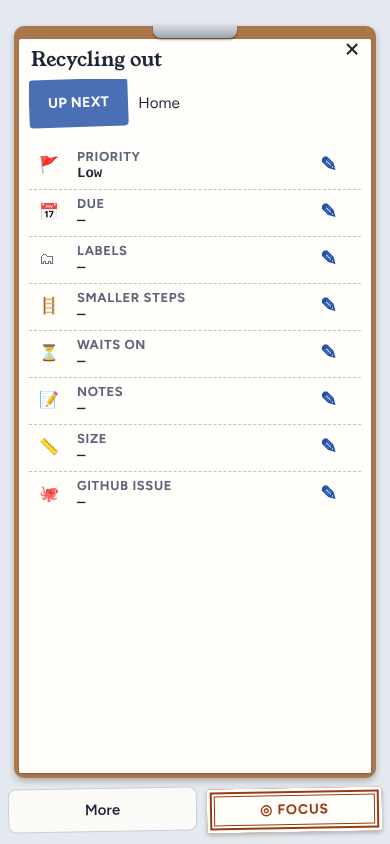 Recycling out
✕
UP NEXT
Home
PRIORITY
Low
DUE
—
LABELS
—
SMALLER STEPS
—
WAITS ON
—
NOTES
—
SIZE
—
GITHUB ISSUE
—
More
◎ FOCUS